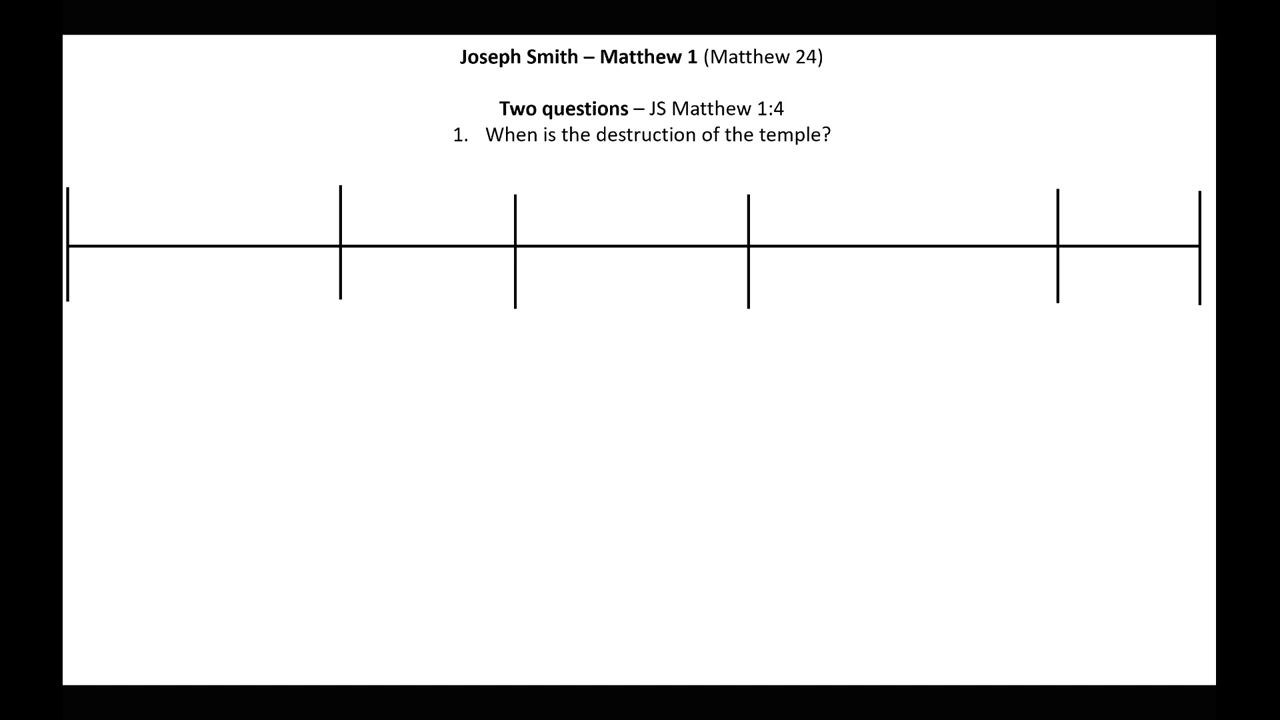 Joseph Smith – Matthew 1 (Matthew 24)
Two questions – JS Matthew 1:4
1. When is the destruction of the temple?